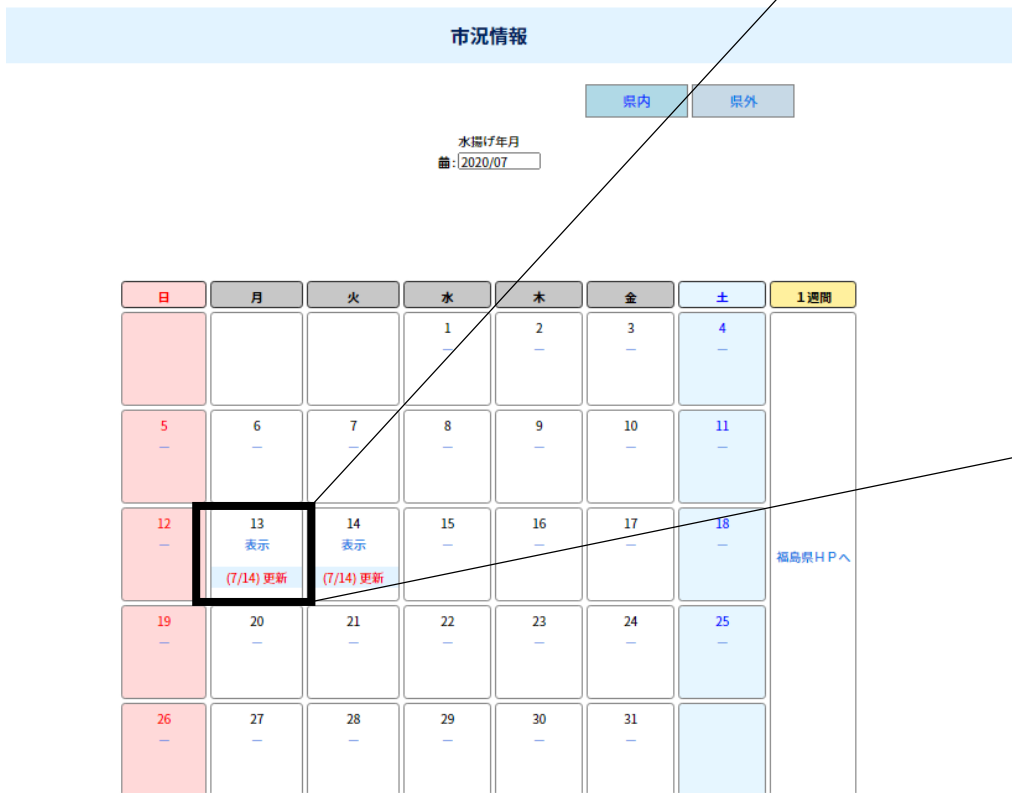 市況情報
県内 県外
水揚げ年月
: 2020/07
日 月 火 水 木 金 土 1週間
1 2 3 4
— — — —
5 6 7 8 9 10 11
— — — — — — —
12 13 14 15 16 17 18
— 表示 表示 — — — —
福島県HPへ
(7/14) 更新 (7/14) 更新
19 20 21 22 23 24 25
— — — — — — —
26 27 28 29 30 31
— — — — — —